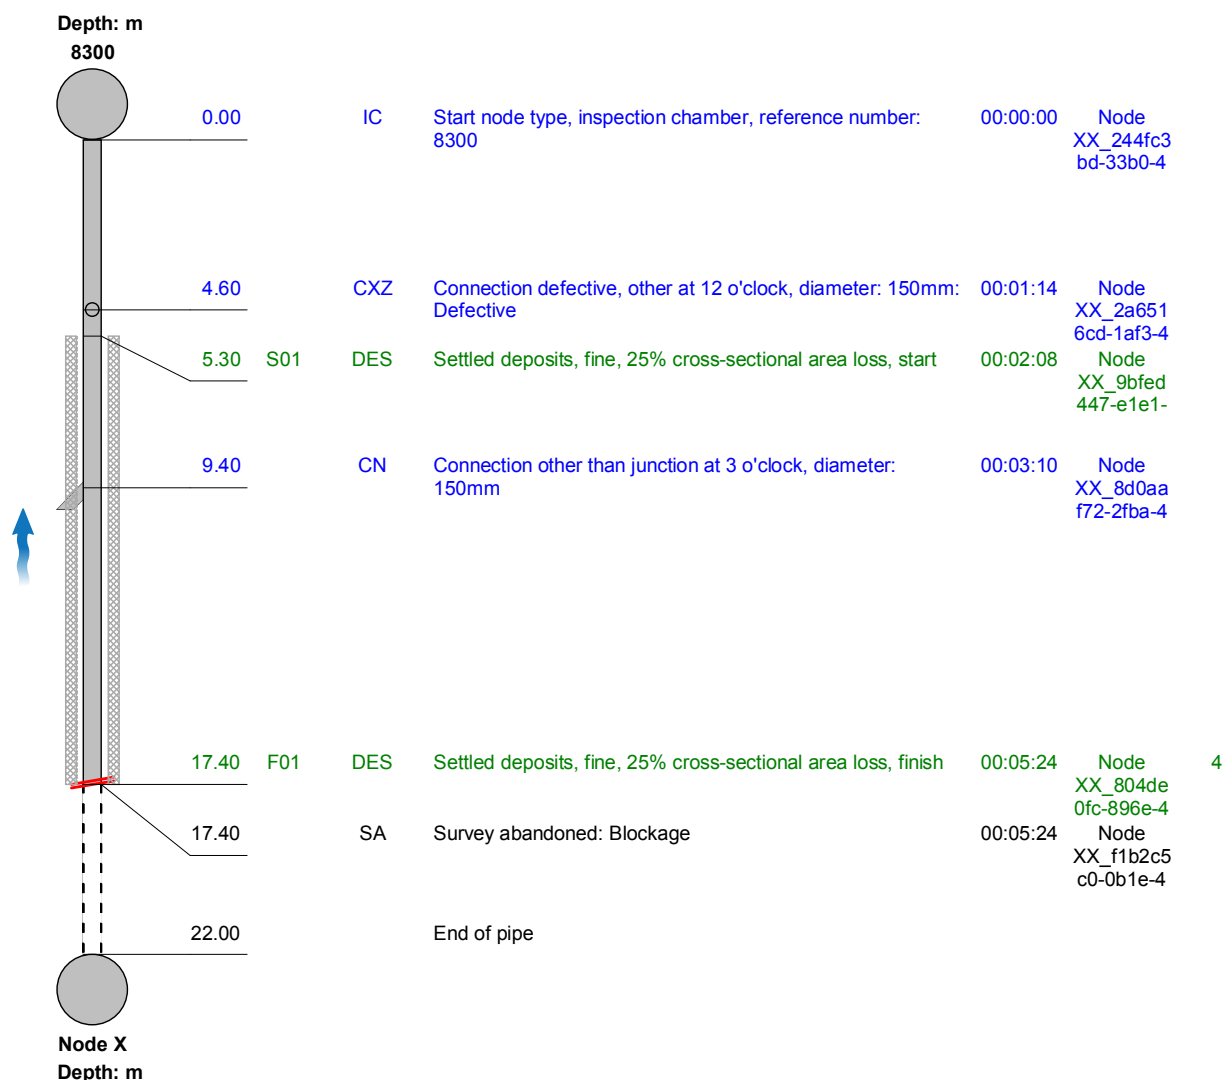 Depth: m
8300
0.00 IC Start node type, inspection chamber, reference number: 00:00:00 Node
8300 XX_244fc3
bd-33b0-4
4.60 CXZ Connection defective, other at 12 o'clock, diameter: 150mm: 00:01:14 Node
Defective XX_2a651
6cd-1af3-4
5.30 S01 DES Settled deposits, fine, 25% cross-sectional area loss, start 00:02:08 Node
XX_9bfed
447-e1e1-
9.40 CN Connection other than junction at 3 o'clock, diameter: 00:03:10 Node
150mm XX_8d0aa
f72-2fba-4
17.40 F01 DES Settled deposits, fine, 25% cross-sectional area loss, finish 00:05:24 Node 4
XX_804de
0fc-896e-4
17.40 SA Survey abandoned: Blockage 00:05:24 Node
XX_f1b2c5
c0-0b1e-4
22.00 End of pipe
Node X
Depth: m